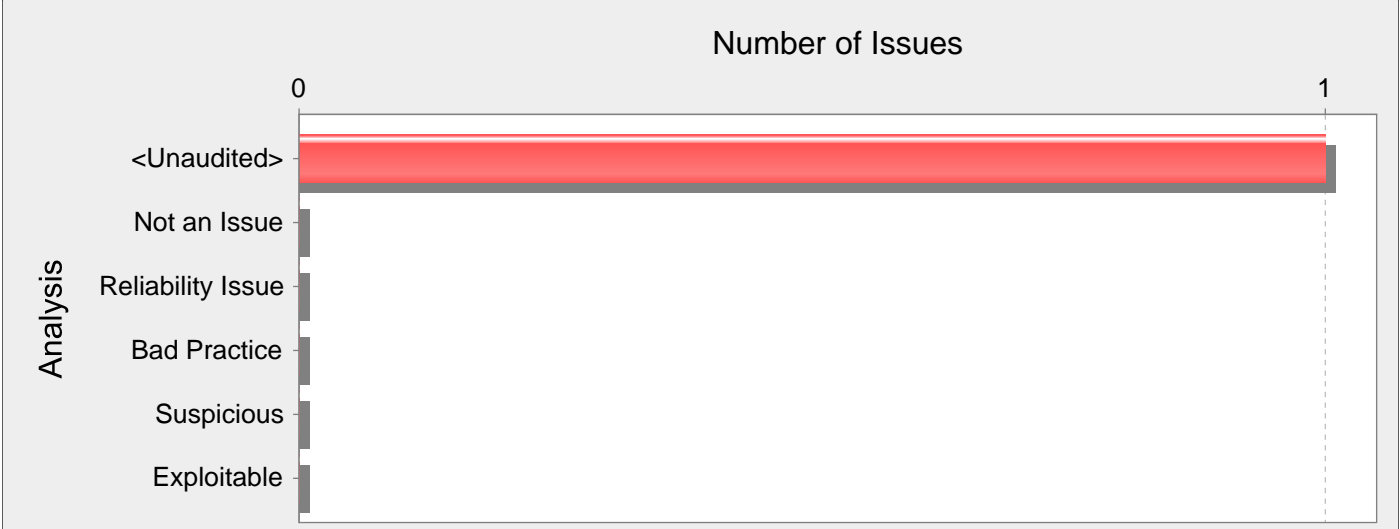 Number of Issues
0 1
<Unaudited>
Not an Issue
Reliability Issue
Bad Practice
Suspicious
Exploitable
Analysis